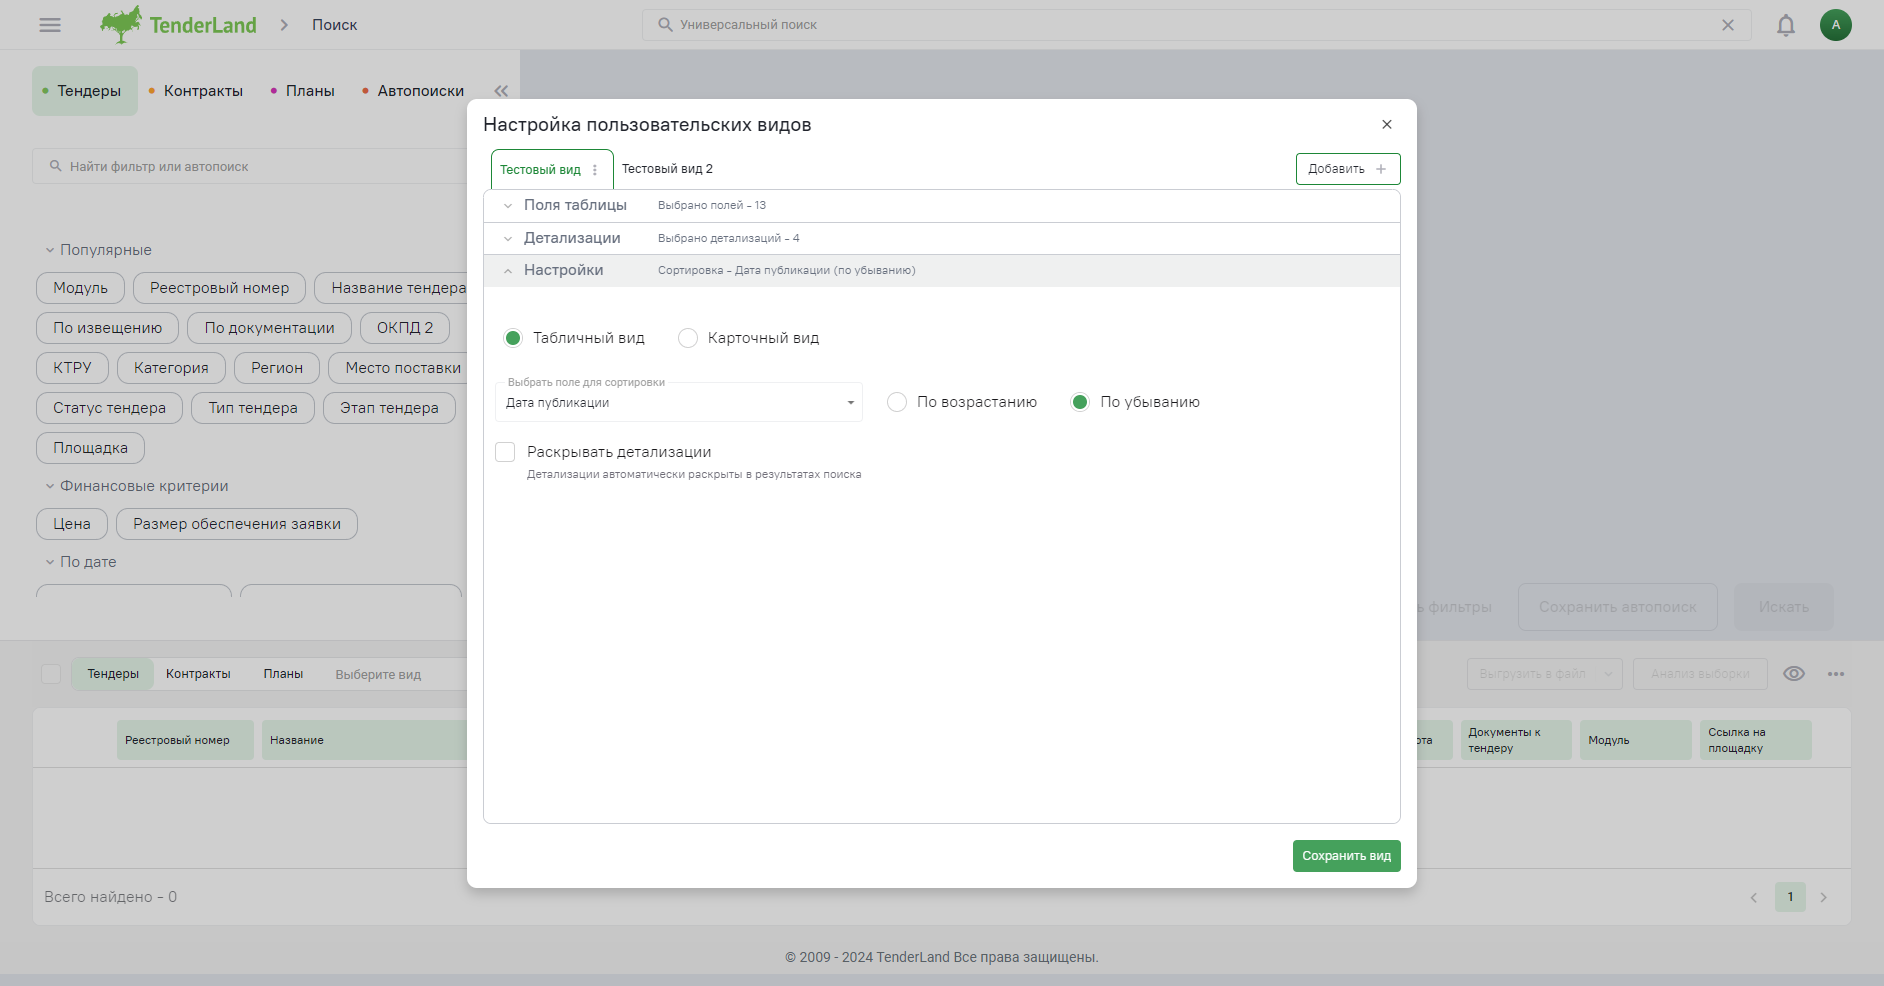 TenderLand
Поиск
Универсальный поиск
А
Тендеры
Контракты
Планы
Автопоиски
Найти фильтр или автопоиск
Популярные
Модуль
Реестровый номер
Название тендера
По извещению
По документации
ОКПД 2
КТРУ
Категория
Регион
Место поставки
Статус тендера
Тип тендера
Этап тендера
Площадка
Финансовые критерии
Цена
Размер обеспечения заявки
По дате
Настройка пользовательских видов
Тестовый вид
Тестовый вид 2
Добавить
Поля таблицы
Выбрано полей - 13
Детализации
Выбрано детализаций - 4
Настройки
Сортировка - Дата публикации (по убыванию)
Табличный вид
Карточный вид
Выбрать поле для сортировки
Дата публикации
По возрастанию
По убыванию
Раскрывать детализации
Детализации автоматически раскрыты в результатах поиска
Сохранить вид
фильтры
Сохранить автопоиск
Искать
Тендеры
Контракты
Планы
Выберите вид
Выгрузить в файл
Анализ выборки
Реестровый номер
Название
Документы к
тендеру
Модуль
Ссылка на
площадку
Всего найдено - 0
1
© 2009 - 2024 TenderLand Все права защищены.